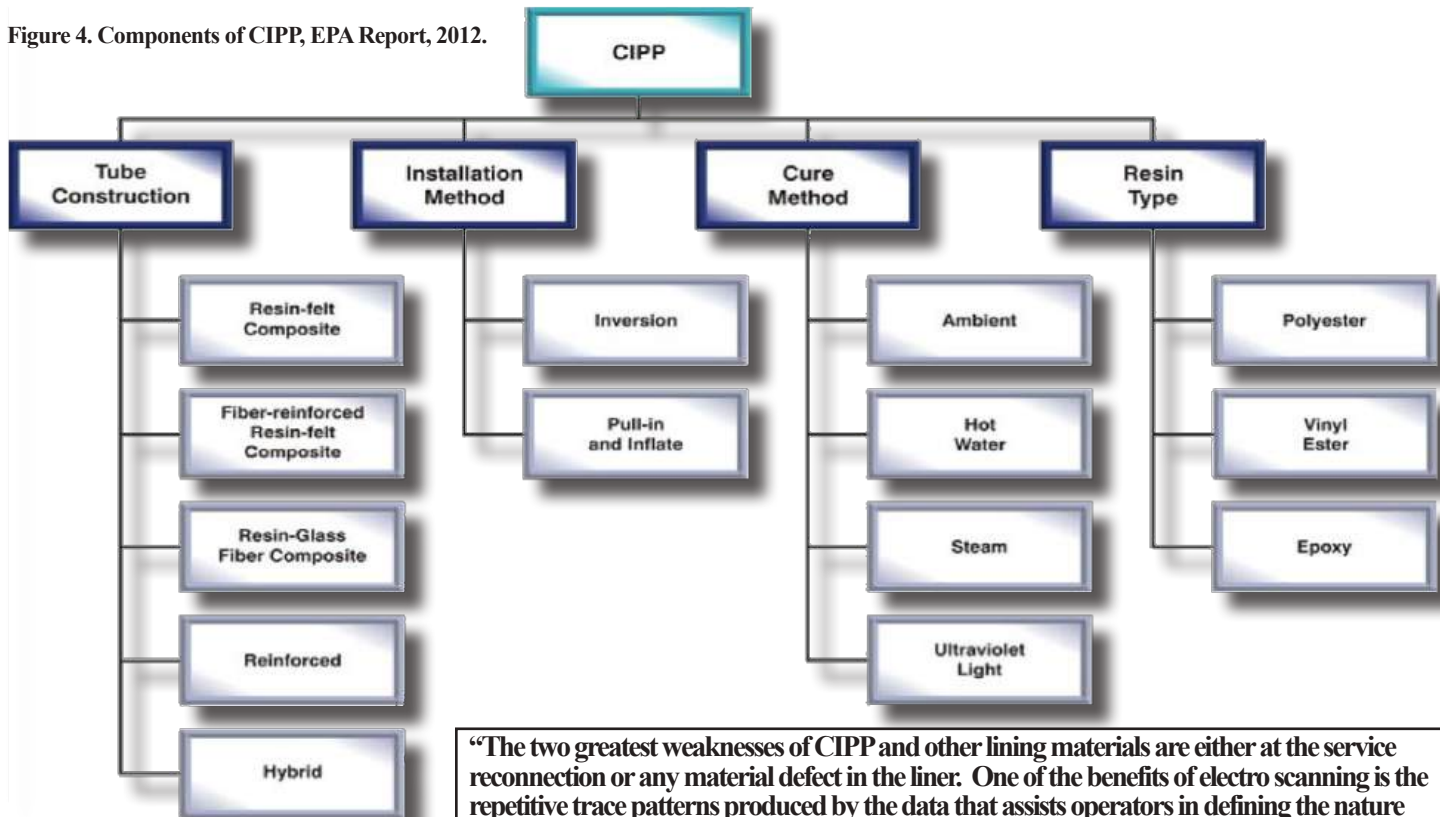 Figure 4. Components of CIPP, EPA Report, 2012.
CIPP
Tube
Construction
Installation
Method
Cure
Method
Resin
Type
Resin-felt
Composite
Fiber-reinforced
Resin-felt
Composite
Resin-Glass
Fiber Composite
Reinforced
Hybrid
Inversion
Pull-in
and Inflate
Ambient
Hot
Water
Steam
Ultraviolet
Light
Polyester
Vinyl
Ester
Epoxy
“The two greatest weaknesses of CIPP and other lining materials are either at the service
reconnection or any material defect in the liner. One of the benefits of electro scanning is the
repetitive trace patterns produced by the data that assists operators in defining the nature